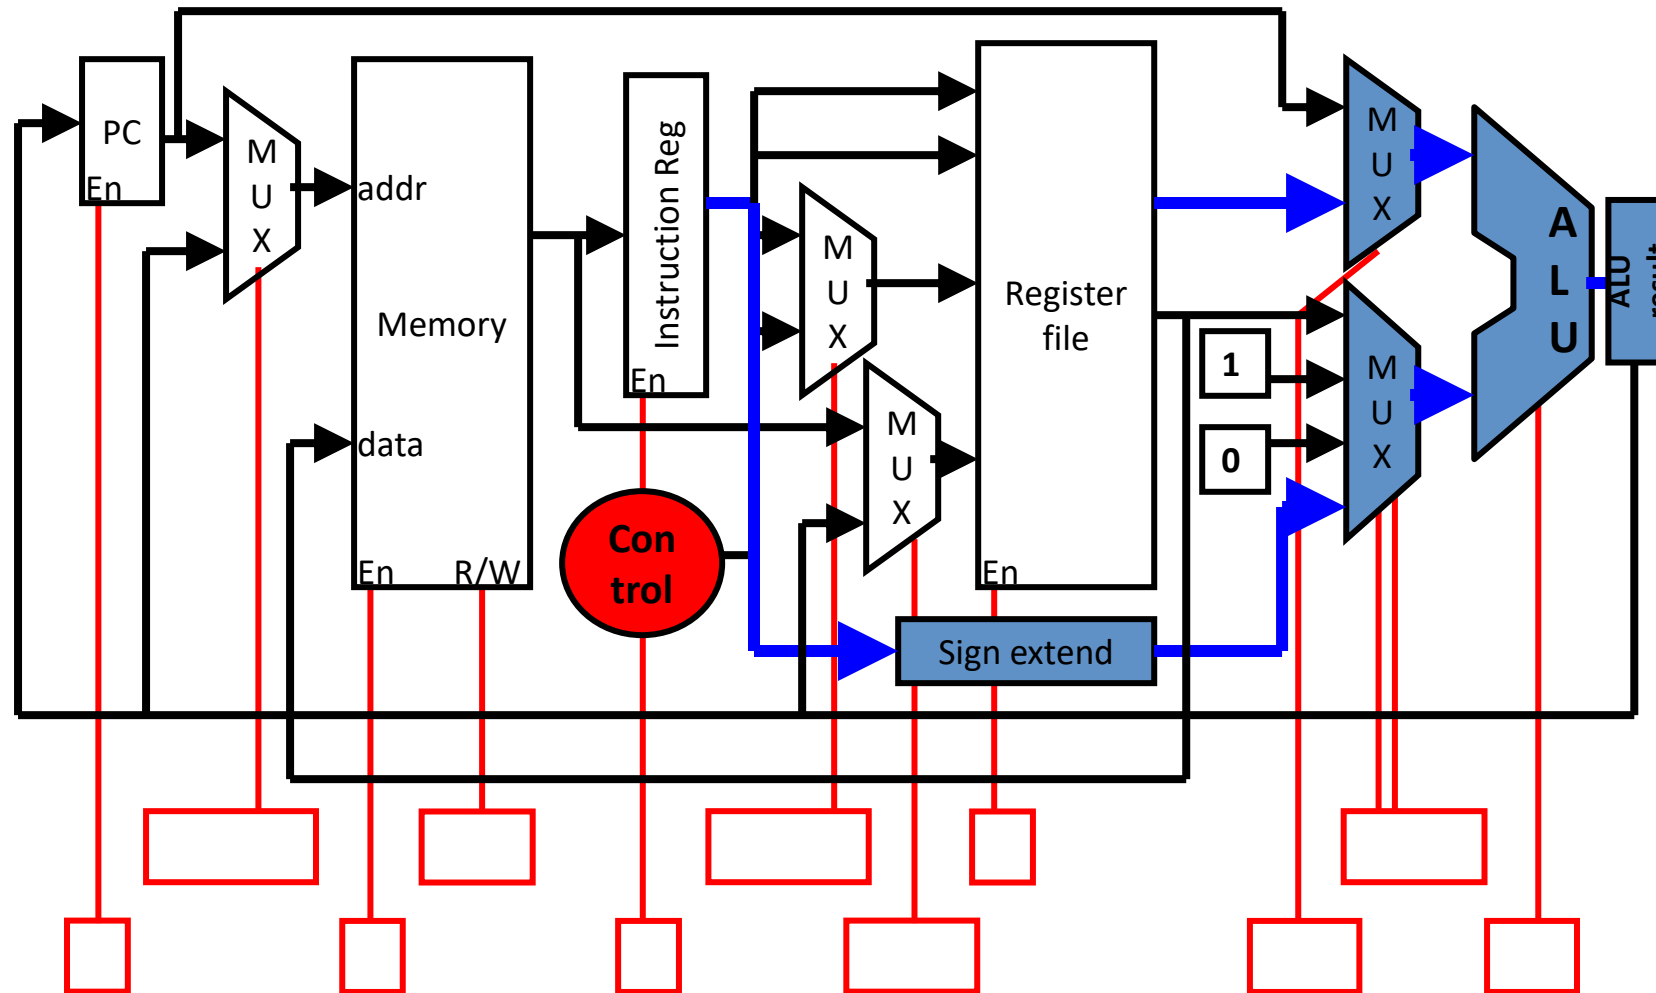 PC
En
M
U
X
addr
data
Memory
En
R/W
Instruction Reg
En
Con
trol
M
U
X
M
U
X
Register
file
En
Sign extend
1
0
M
U
X
M
U
X
A
L
U
ALU
result